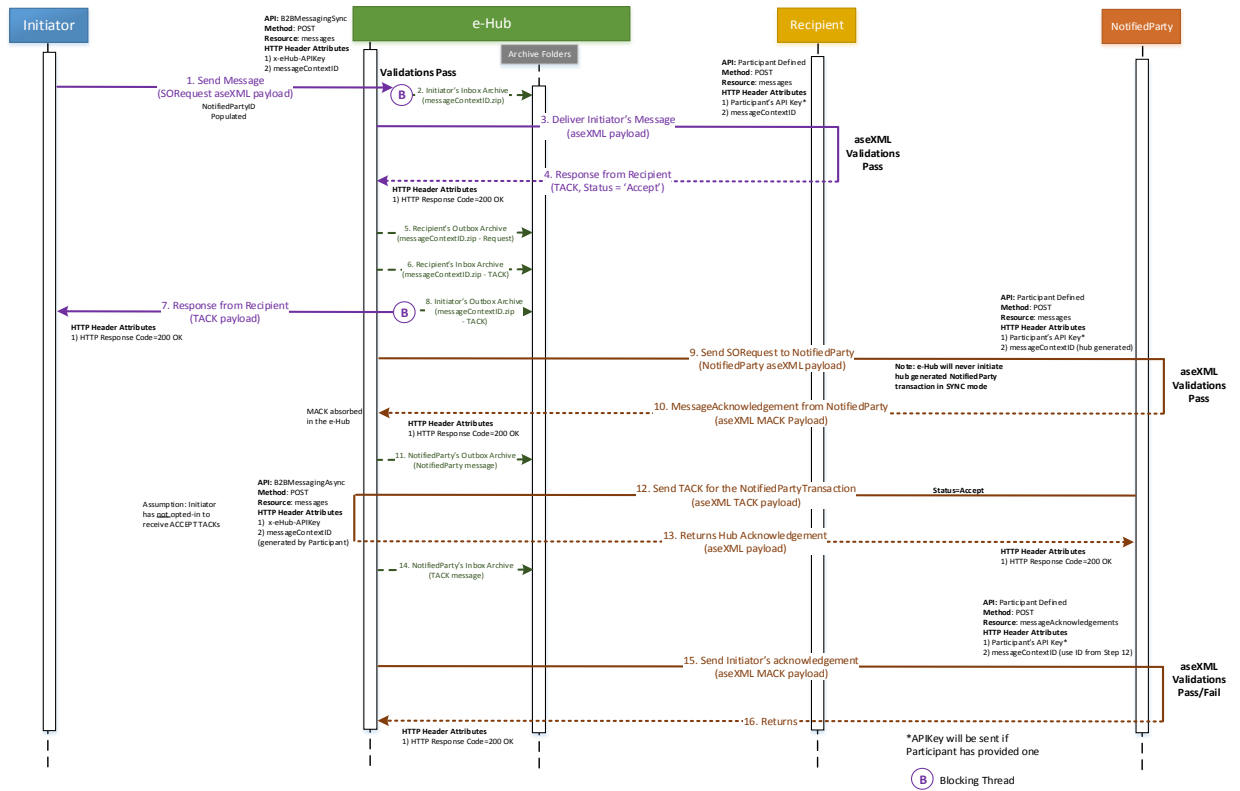 Initiator
e-Hub
Recipient
NotifiedParty
Archive Folders
API: B2BMessagingSync
Method: POST
Resource: messages
HTTP Header Attributes
1) x-eHub-APIKey
2) messageContextID
Validations Pass
1. Send Message
(SORequest aseXML payload)
NotifiedPartyID
Populated
B
2. Initiator's Inbox Archive
(messageContextID.zip)
API: Participant Defined
Method: POST
Resource: messages
HTTP Header Attributes
1) Participant's API Key*
2) messageContextID
3. Deliver Initiator's Message
(aseXML payload)
aseXML
Validations
Pass
4. Response from Recipient
(TACK, Status = 'Accept')
HTTP Header Attributes
1) HTTP Response Code=200 OK
5. Recipient's Outbox Archive
(messageContextID.zip - Request)
6. Recipient's Inbox Archive
(messageContextID.zip - TACK)
7. Response from Recipient
(TACK payload)
B
8. Initiator's Outbox Archive
(messageContextID.zip
- TACK)
HTTP Header Attributes
1) HTTP Response Code=200 OK
API: Participant Defined
Method: POST
Resource: messages
HTTP Header Attributes
1) Participant's API Key*
2) messageContextID (hub generated)
9. Send SORequest to NotifiedParty
(NotifiedParty aseXML payload)
Note: e-Hub will never initiate
hub generated NotifiedParty
transaction in SYNC mode
aseXML
Validations
Pass
10. MessageAcknowledgement from NotifiedParty
(aseXML MACK Payload)
MACK absorbed
in the e-Hub
HTTP Header Attributes
1) HTTP Response Code=200 OK
11. NotifiedParty's Outbox Archive
(NotifiedParty message)
API: B2BMessagingAsync
Method: POST
Resource: messages
HTTP Header Attributes
1) x-eHub-APIKey
2) messageContextID
(generated by Participant)
Assumption: Initiator
has not opted-in to
receive ACCEPT TACKs
12. Send TACK for the NotifiedPartyTransaction
(aseXML TACK payload)
Status=Accept
13. Returns Hub Acknowledgement
(aseXML payload)
HTTP Header Attributes
1) HTTP Response Code=200 OK
14. NotifiedParty's Inbox Archive
(TACK message)
API: Participant Defined
Method: POST
Resource: messageAcknowledgements
HTTP Header Attributes
1) Participant's API Key*
2) messageContextID (use ID from Step 12)
15. Send Initiator's acknowledgement
(aseXML MACK payload)
aseXML
Validations
Pass/Fail
16. Returns
HTTP Header Attributes
1) HTTP Response Code=200 OK
*APIKey will be sent if
Participant has provided one
B Blocking Thread